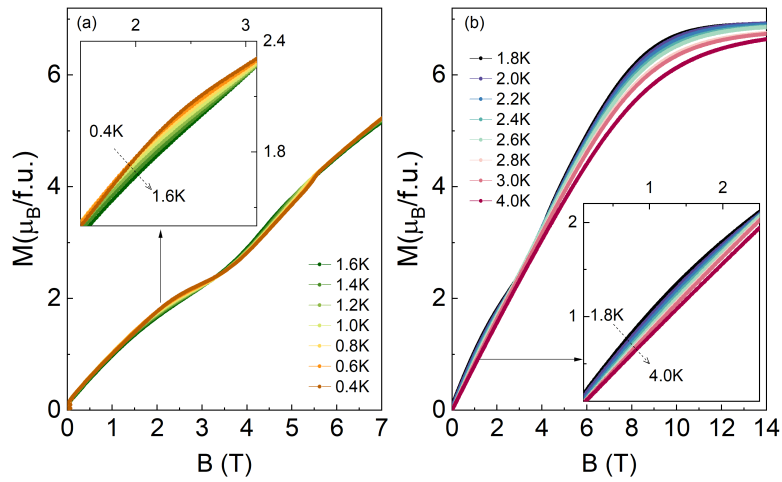 (a)
2
3
2.4
1.8
0.4K
1.6K
6
4
2
0
M(μB/f.u.)
1.6K
1.4K
1.2K
1.0K
0.8K
0.6K
0.4K
0 1 2 3 4 5 6 7
B (T)
(b)
1.8K
2.0K
2.2K
2.4K
2.6K
2.8K
3.0K
4.0K
6
4
2
0
M(μB/f.u.)
1 2
2
1
1.8K
4.0K
0 2 4 6 8 10 12 14
B (T)